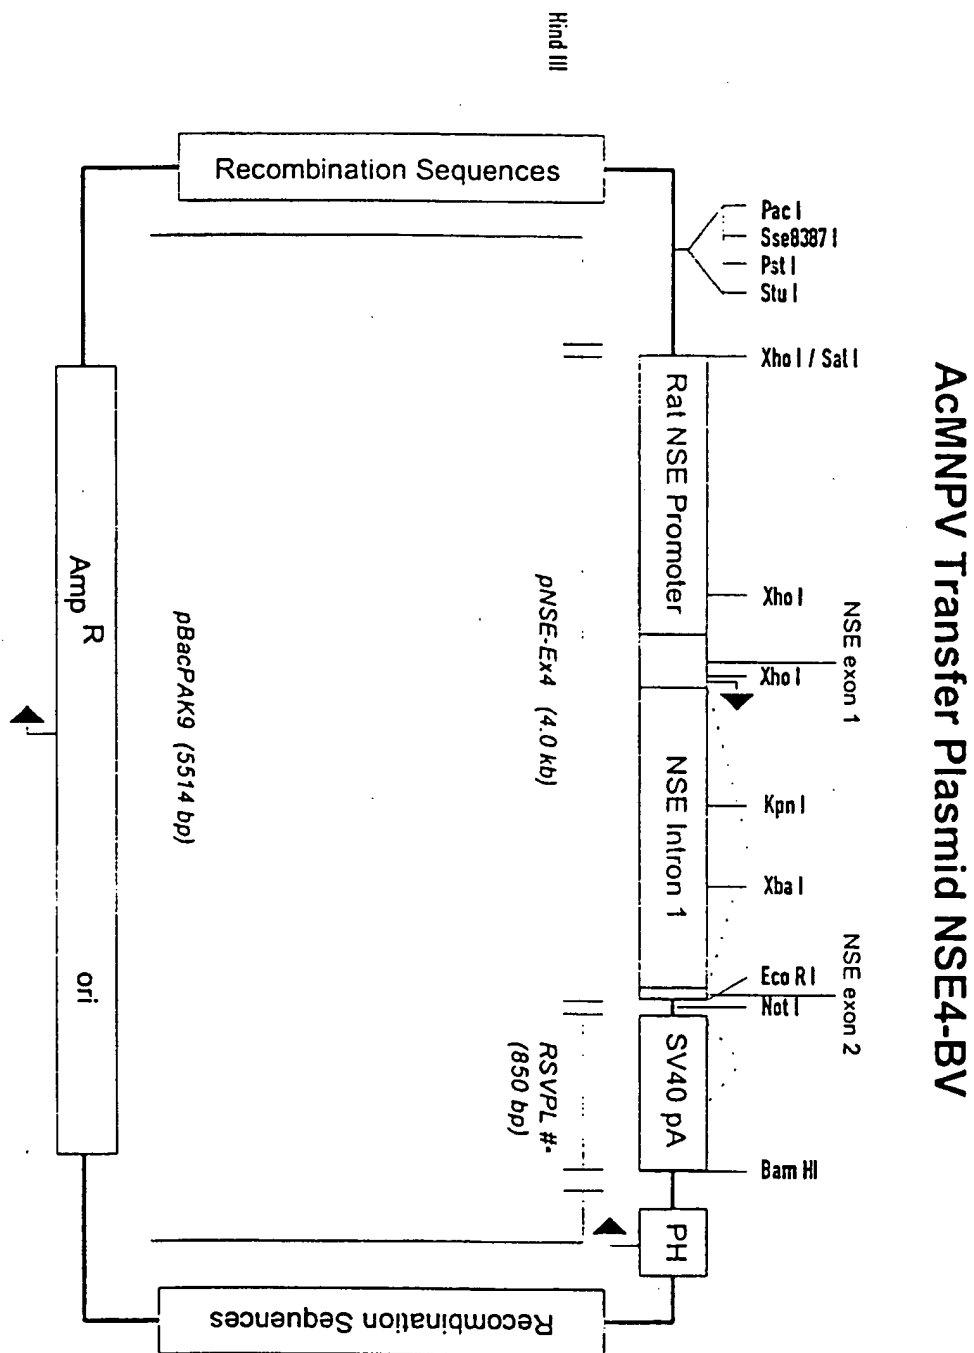 AcMNPV Transfer Plasmid NSE4-BV
NSE exon 1
NSE exon 2
Pac I
Sse8387 I
Pst I
Stu I
Xho I / Sal I
Xho I
Xho I
Kpn I
Xba I
Eco R I
Not I
Bam HI
Recombination Sequences
Rat NSE Promoter
NSE Intron 1
SV40 pA
PH
Recombination Sequences
Hind III
pNSE-Ex4 (4.0 kb)
(850 bp)
pBacPAK9 (5514 bp)
Amp R
ori